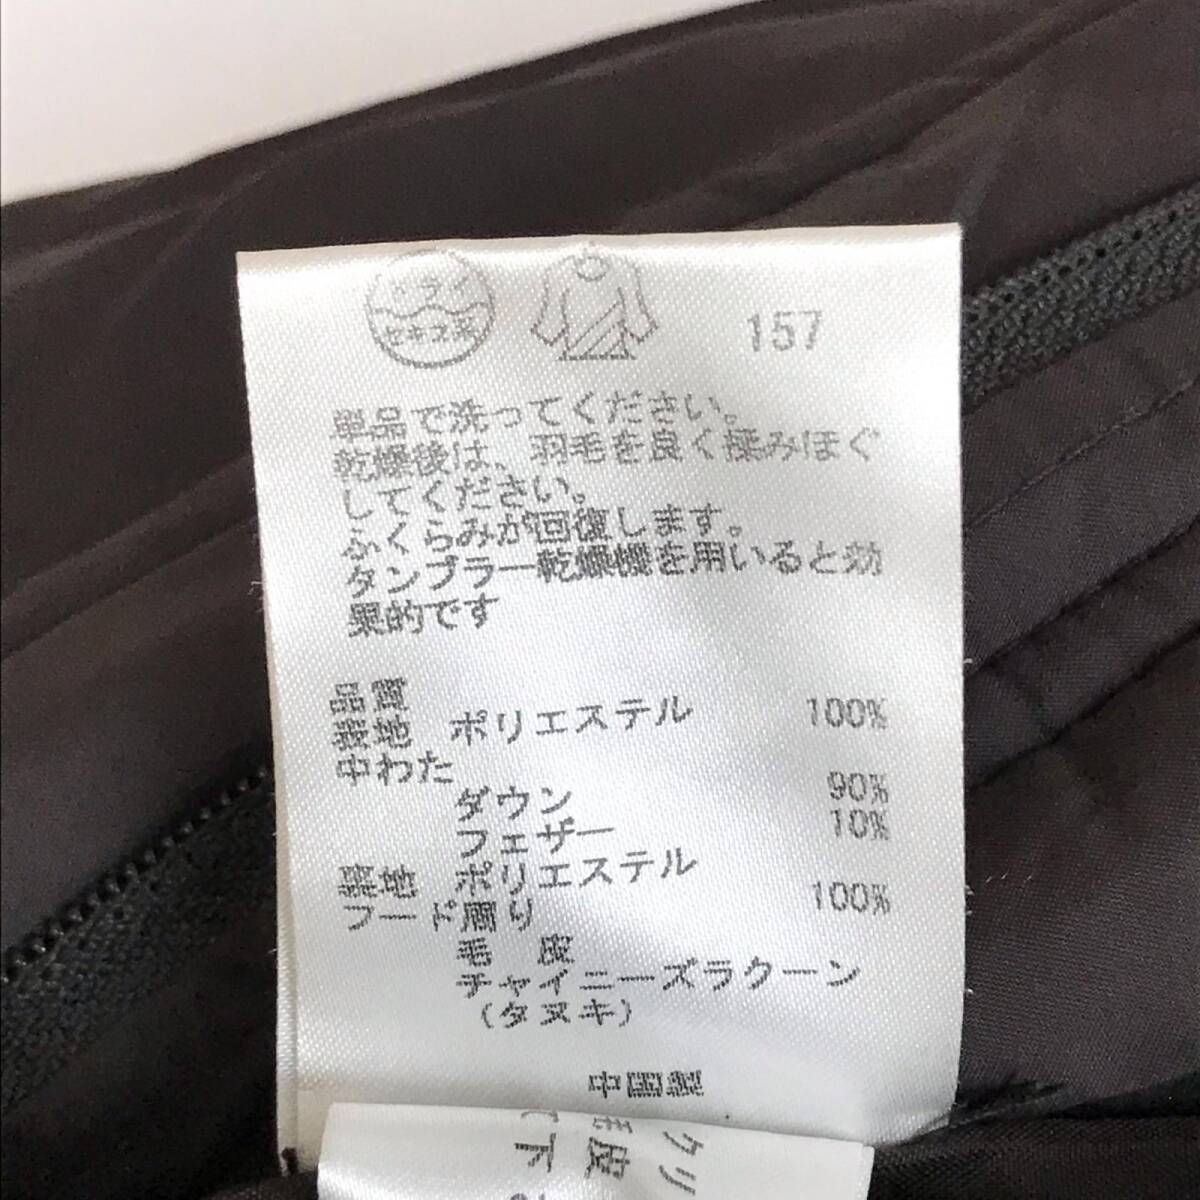 ドライ
セキユ系
157
単品で洗ってください。
乾燥後は、羽毛を良く揉みほぐ
してください。
ふくらみが回復します。
タンブラー乾燥機を用いると効
果的です
品質
表地 ポリエステル 100%
中わた
ダウン 90%
フェザー 10%
裏地 ポリエステル 100%
フード周り
毛 皮
チャイニーズラクーン
(タヌキ)
中国製
クリ
毛皮
下